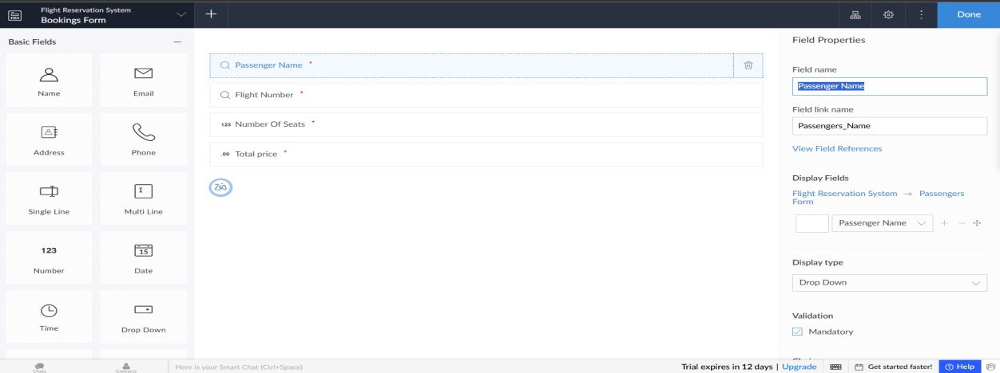 Flight Reservation System
Bookings Form
Done
Basic Fields
Name
Email
Address
Phone
Single Line
Multi Line
123
Number
15
Date
Time
Drop Down
Passenger Name *
Flight Number *
123 Number Of Seats *
.00 Total price *
Zia
Field Properties
Field name
Passenger Name
Field link name
Passengers_Name
View Field References
Display Fields
Flight Reservation System → Passengers
Form
Passenger Name
Display type
Drop Down
Validation
Mandatory
Chats
Contacts
Here is your Smart Chat (Ctrl+Space)
Trial expires in 12 days | Upgrade
Get started faster!
Help